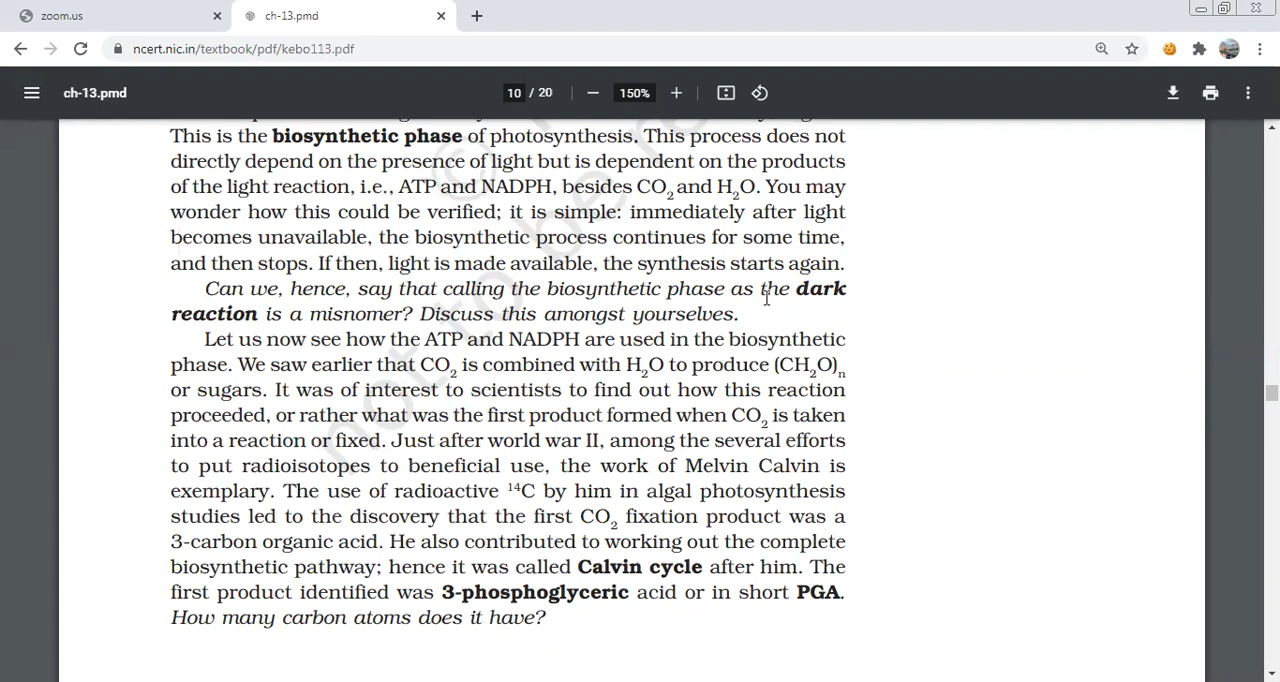 zoom.us
ch-13.pmd
ncert.nic.in/textbook/pdf/kebo113.pdf
ch-13.pmd
10 / 20
150%
This is the biosynthetic phase of photosynthesis. This process does not
directly depend on the presence of light but is dependent on the products
of the light reaction, i.e., ATP and NADPH, besides CO₂ and H₂O. You may
wonder how this could be verified; it is simple: immediately after light
becomes unavailable, the biosynthetic process continues for some time,
and then stops. If then, light is made available, the synthesis starts again.
Can we, hence, say that calling the biosynthetic phase as the dark
reaction is a misnomer? Discuss this amongst yourselves.
Let us now see how the ATP and NADPH are used in the biosynthetic
phase. We saw earlier that CO₂ is combined with H₂O to produce (CH₂O)ₙ
or sugars. It was of interest to scientists to find out how this reaction
proceeded, or rather what was the first product formed when CO₂ is taken
into a reaction or fixed. Just after world war II, among the several efforts
to put radioisotopes to beneficial use, the work of Melvin Calvin is
exemplary. The use of radioactive ¹⁴C by him in algal photosynthesis
studies led to the discovery that the first CO₂ fixation product was a
3-carbon organic acid. He also contributed to working out the complete
biosynthetic pathway; hence it was called Calvin cycle after him. The
first product identified was 3-phosphoglyceric acid or in short PGA.
How many carbon atoms does it have?
not to be re